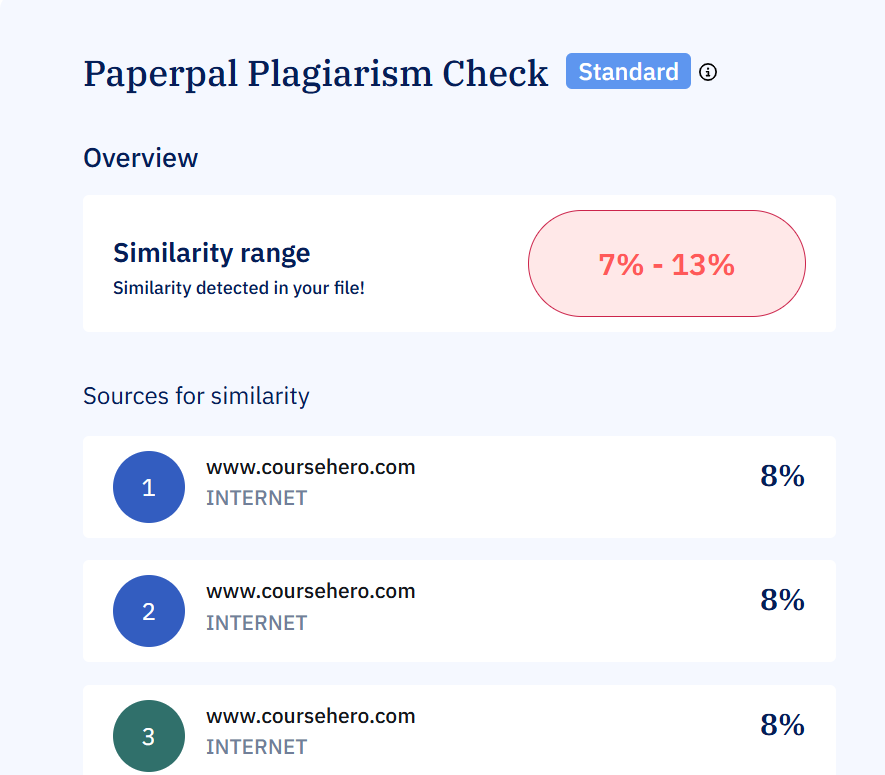 Paperpal Plagiarism Check Standard
Overview
Similarity range
Similarity detected in your file!
7% - 13%
Sources for similarity
1 www.coursehero.com 8%
INTERNET
2 www.coursehero.com 8%
INTERNET
3 www.coursehero.com 8%
INTERNET